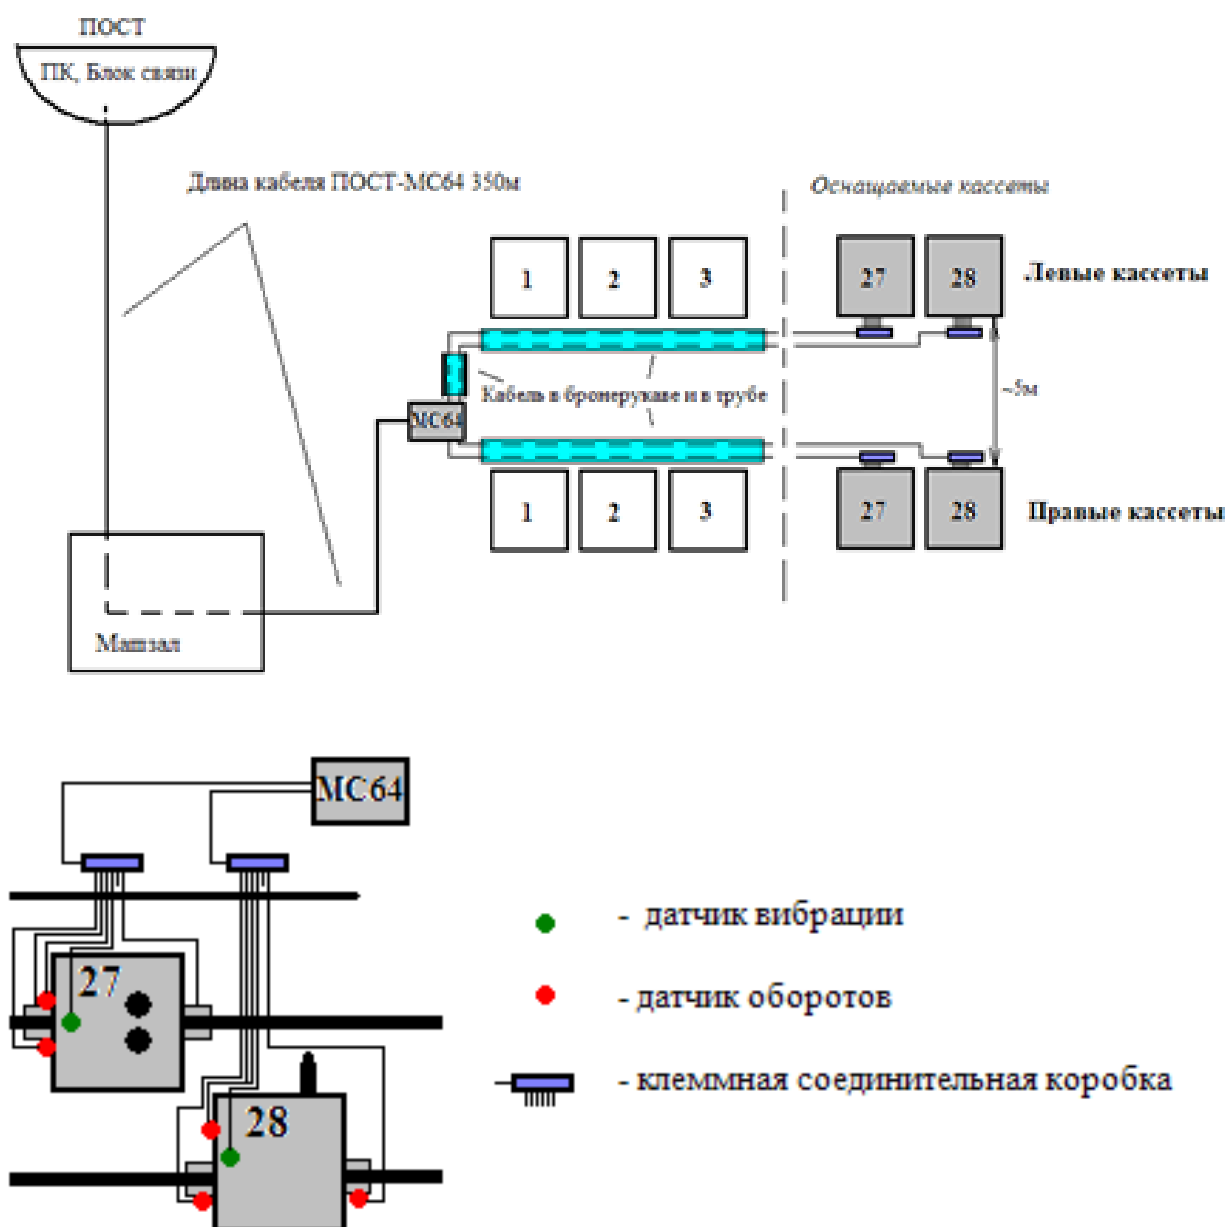 ПОСТ
ПК, Блок связи
Длина кабеля ПОСТ-МС64 350м
Оснащаемые кассеты
1 2 3 27 28 Левые кассеты
Кабель в бронерукаве и в трубе
~5м
МС64
1 2 3 27 28 Правые кассеты
Машзал
МС64
- датчик вибрации
27
- датчик оборотов
- клеммная соединительная коробка
28